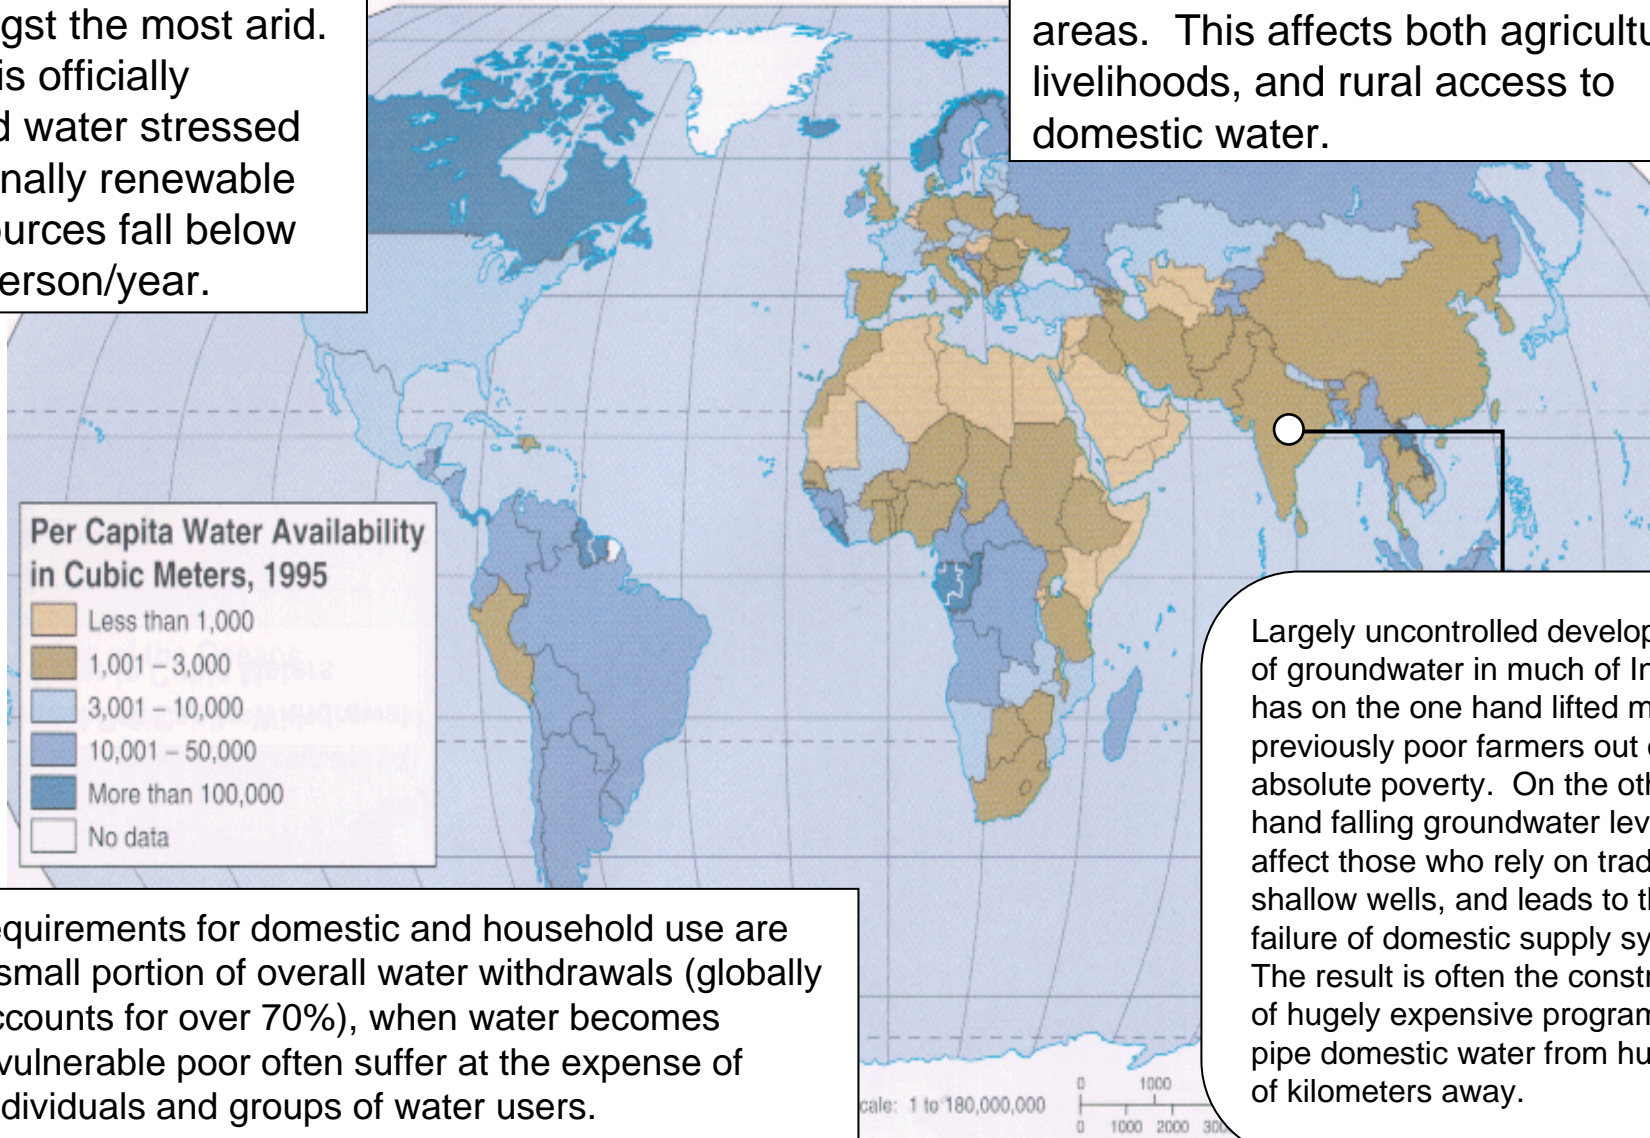 gst the most arid.
is officially
d water stressed
nally renewable
ources fall below
erson/year.
areas. This affects both agricultu
livelihoods, and rural access to
domestic water.
Per Capita Water Availability
in Cubic Meters, 1995
Less than 1,000
1,001 – 3,000
3,001 – 10,000
10,001 – 50,000
More than 100,000
No data
Largely uncontrolled develop
of groundwater in much of In
has on the one hand lifted m
previously poor farmers out o
absolute poverty. On the oth
hand falling groundwater lev
affect those who rely on trad
shallow wells, and leads to th
failure of domestic supply sy
The result is often the constr
of hugely expensive program
pipe domestic water from hu
of kilometers away.
equirements for domestic and household use are
small portion of overall water withdrawals (globally
ccounts for over 70%), when water becomes
vulnerable poor often suffer at the expense of
dividuals and groups of water users.
cale: 1 to 180,000,000
0 1000
0 1000 2000 300